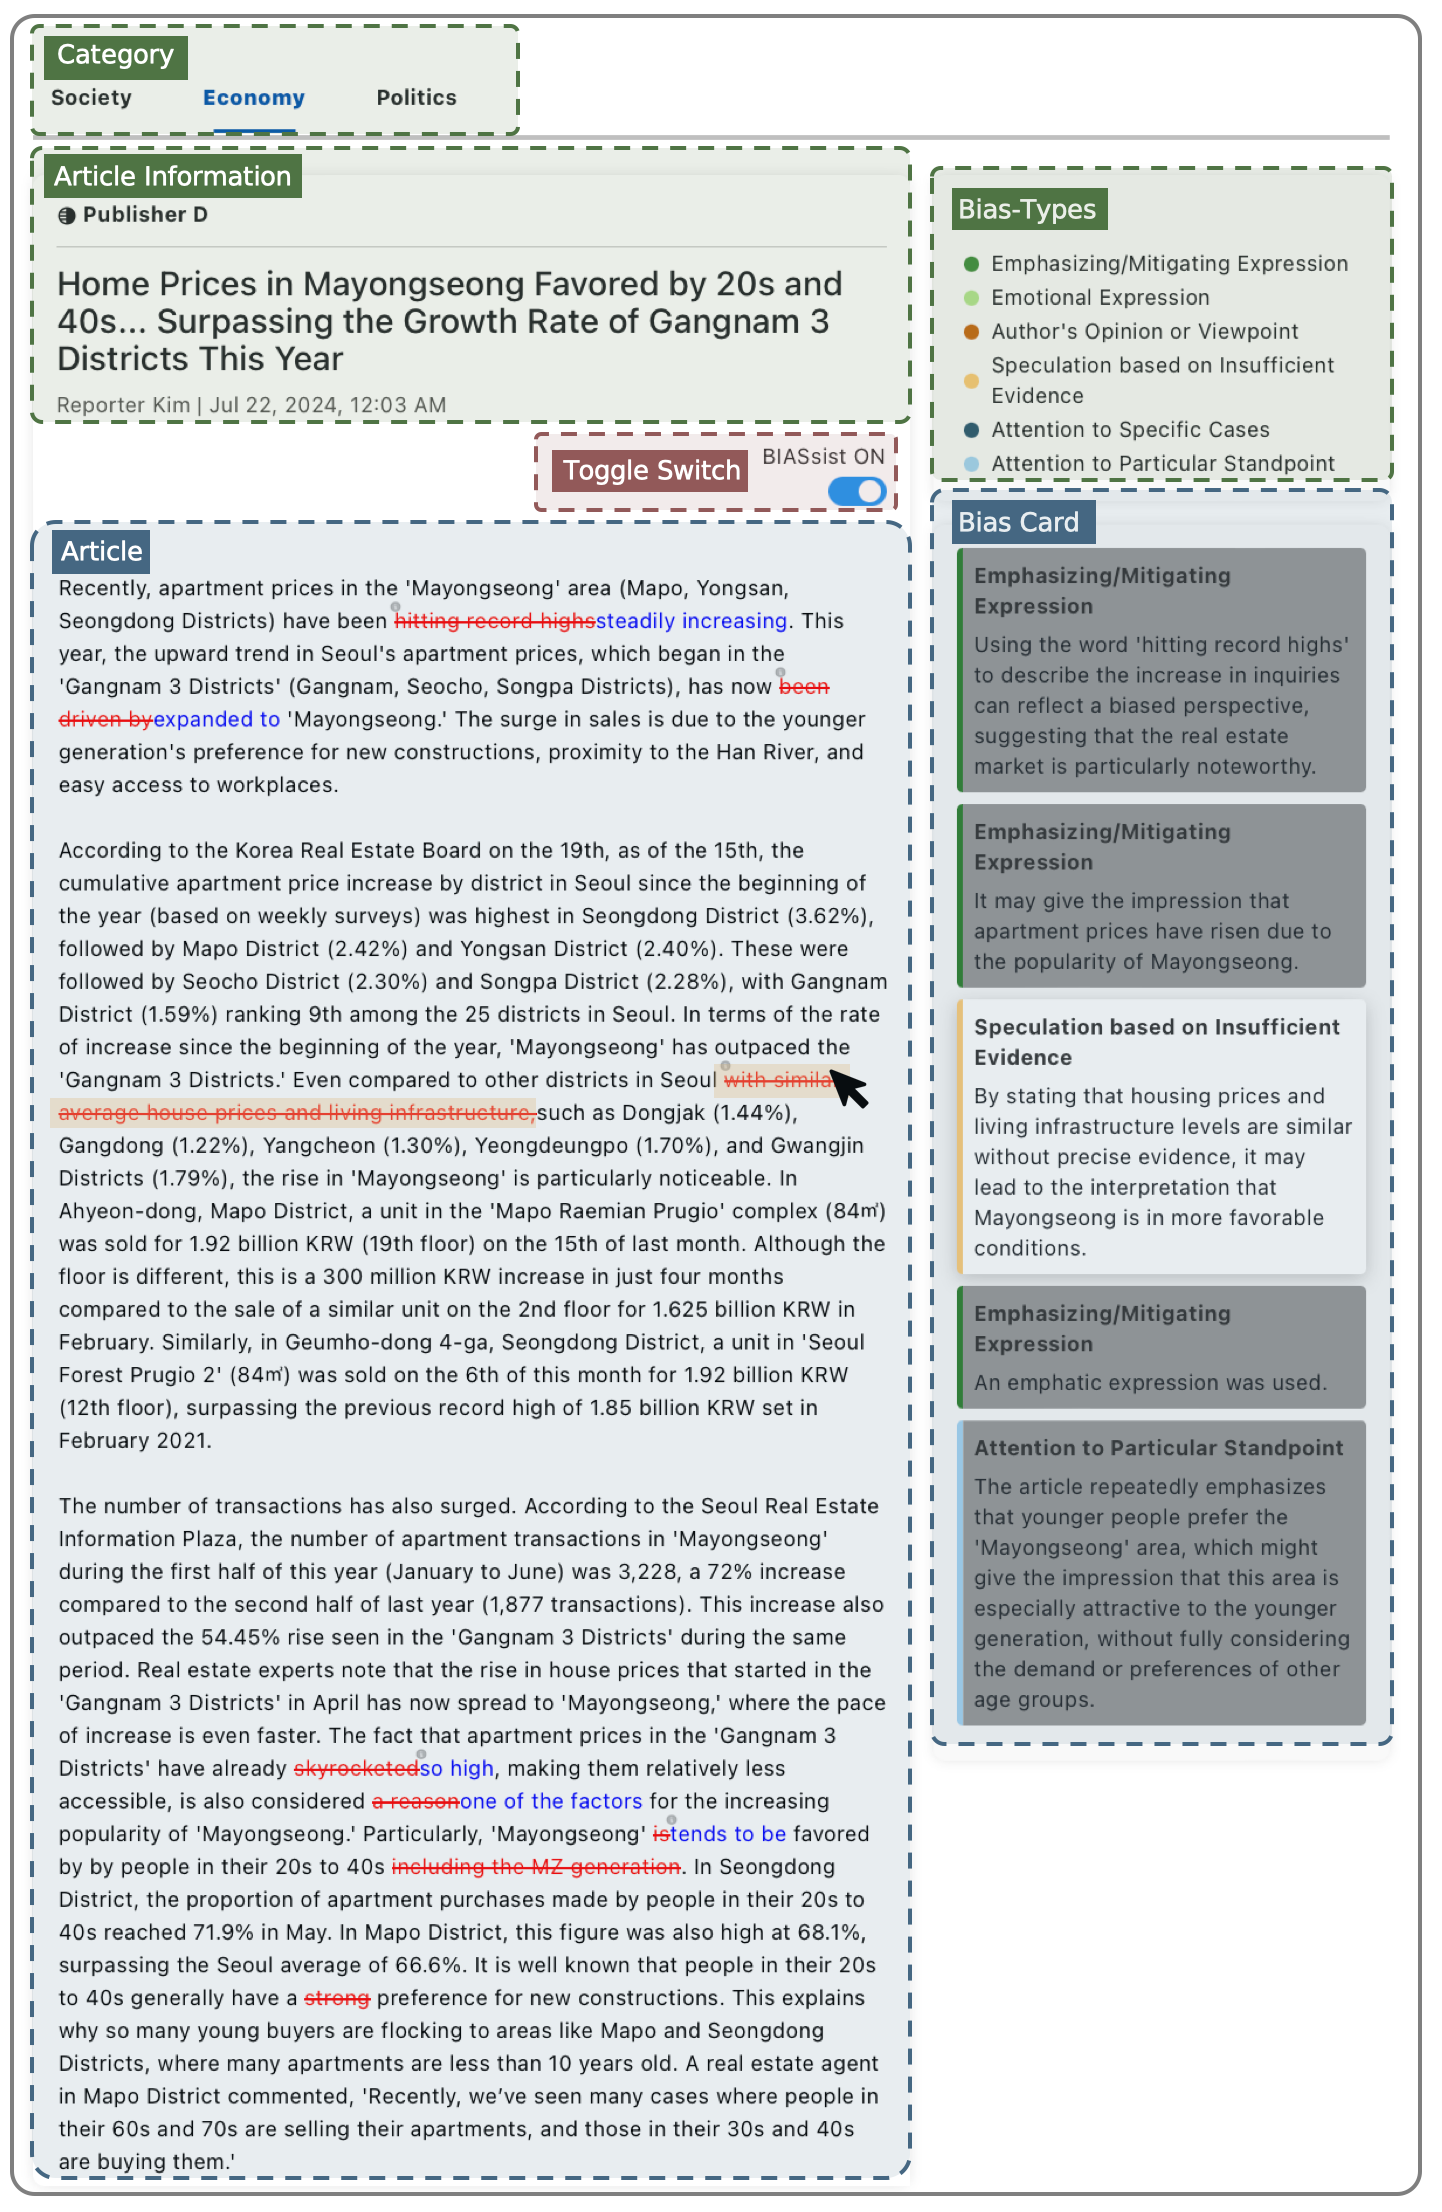 Category
Society Economy Politics
Article Information
Publisher D
Home Prices in Mayongseong Favored by 20s and
40s... Surpassing the Growth Rate of Gangnam 3
Districts This Year
Reporter Kim | Jul 22, 2024, 12:03 AM
Toggle Switch
BIASsist ON
Article
Recently, apartment prices in the 'Mayongseong' area (Mapo, Yongsan,
Seongdong Districts) have been hitting record highssteadily increasing. This
year, the upward trend in Seoul's apartment prices, which began in the
'Gangnam 3 Districts' (Gangnam, Seocho, Songpa Districts), has now been
driven byexpanded to 'Mayongseong.' The surge in sales is due to the younger
generation's preference for new constructions, proximity to the Han River, and
easy access to workplaces.
According to the Korea Real Estate Board on the 19th, as of the 15th, the
cumulative apartment price increase by district in Seoul since the beginning of
the year (based on weekly surveys) was highest in Seongdong District (3.62%),
followed by Mapo District (2.42%) and Yongsan District (2.40%). These were
followed by Seocho District (2.30%) and Songpa District (2.28%), with Gangnam
District (1.59%) ranking 9th among the 25 districts in Seoul. In terms of the rate
of increase since the beginning of the year, 'Mayongseong' has outpaced the
'Gangnam 3 Districts.' Even compared to other districts in Seoul with simila
average house prices and living infrastructure,such as Dongjak (1.44%),
Gangdong (1.22%), Yangcheon (1.30%), Yeongdeungpo (1.70%), and Gwangjin
Districts (1.79%), the rise in 'Mayongseong' is particularly noticeable. In
Ahyeon-dong, Mapo District, a unit in the 'Mapo Raemian Prugio' complex (84㎡)
was sold for 1.92 billion KRW (19th floor) on the 15th of last month. Although the
floor is different, this is a 300 million KRW increase in just four months
compared to the sale of a similar unit on the 2nd floor for 1.625 billion KRW in
February. Similarly, in Geumho-dong 4-ga, Seongdong District, a unit in 'Seoul
Forest Prugio 2' (84㎡) was sold on the 6th of this month for 1.92 billion KRW
(12th floor), surpassing the previous record high of 1.85 billion KRW set in
February 2021.
The number of transactions has also surged. According to the Seoul Real Estate
Information Plaza, the number of apartment transactions in 'Mayongseong'
during the first half of this year (January to June) was 3,228, a 72% increase
compared to the second half of last year (1,877 transactions). This increase also
outpaced the 54.45% rise seen in the 'Gangnam 3 Districts' during the same
period. Real estate experts note that the rise in house prices that started in the
'Gangnam 3 Districts' in April has now spread to 'Mayongseong,' where the pace
of increase is even faster. The fact that apartment prices in the 'Gangnam 3
Districts' have already skyrocketedso high, making them relatively less
accessible, is also considered a reasonone of the factors for the increasing
popularity of 'Mayongseong.' Particularly, 'Mayongseong' istends to be favored
by by people in their 20s to 40s including the MZ generation. In Seongdong
District, the proportion of apartment purchases made by people in their 20s to
40s reached 71.9% in May. In Mapo District, this figure was also high at 68.1%,
surpassing the Seoul average of 66.6%. It is well known that people in their 20s
to 40s generally have a strong preference for new constructions. This explains
why so many young buyers are flocking to areas like Mapo and Seongdong
Districts, where many apartments are less than 10 years old. A real estate agent
in Mapo District commented, 'Recently, we've seen many cases where people in
their 60s and 70s are selling their apartments, and those in their 30s and 40s
are buying them.'
Bias-Types
Emphasizing/Mitigating Expression
Emotional Expression
Author's Opinion or Viewpoint
Speculation based on Insufficient
Evidence
Attention to Specific Cases
Attention to Particular Standpoint
Bias Card
Emphasizing/Mitigating
Expression
Using the word 'hitting record highs'
to describe the increase in inquiries
can reflect a biased perspective,
suggesting that the real estate
market is particularly noteworthy.
Emphasizing/Mitigating
Expression
It may give the impression that
apartment prices have risen due to
the popularity of Mayongseong.
Speculation based on Insufficient
Evidence
By stating that housing prices and
living infrastructure levels are similar
without precise evidence, it may
lead to the interpretation that
Mayongseong is in more favorable
conditions.
Emphasizing/Mitigating
Expression
An emphatic expression was used.
Attention to Particular Standpoint
The article repeatedly emphasizes
that younger people prefer the
'Mayongseong' area, which might
give the impression that this area is
especially attractive to the younger
generation, without fully considering
the demand or preferences of other
age groups.